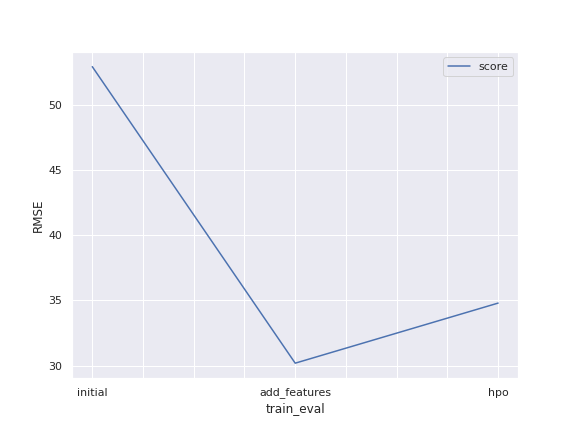 score
50
45
40
35
30
RMSE
initial
add_features
hpo
train_eval